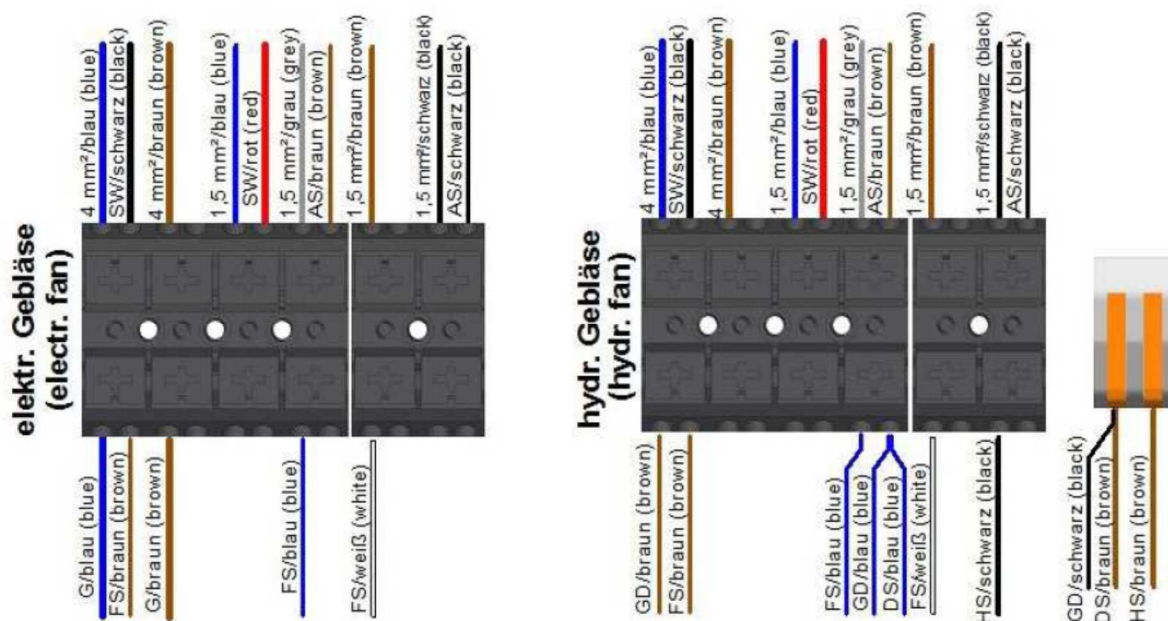 elektr. Gebläse
(electr. fan)
4 mm²/blau (blue)
SW/schwarz (black)
4 mm²/braun (brown)
1,5 mm²/blau (blue)
SW/rot (red)
1,5 mm²/grau (grey)
AS/braun (brown)
1,5 mm²/braun (brown)
1,5 mm²/schwarz (black)
AS/schwarz (black)
G/blau (blue)
FS/braun (brown)
G/braun (brown)
FS/blau (blue)
FS/weiß (white)
hydr. Gebläse
(hydr. fan)
4 mm²/blau (blue)
SW/schwarz (black)
4 mm²/braun (brown)
1,5 mm²/blau (blue)
SW/rot (red)
1,5 mm²/grau (grey)
AS/braun (brown)
1,5 mm²/braun (brown)
1,5 mm²/schwarz (black)
AS/schwarz (black)
GD/braun (brown)
FS/braun (brown)
FS/blau (blue)
GD/blau (blue)
DS/blau (blue)
FS/weiß (white)
HS/schwarz (black)
GD/schwarz (black)
DS/braun (brown)
HS/braun (brown)